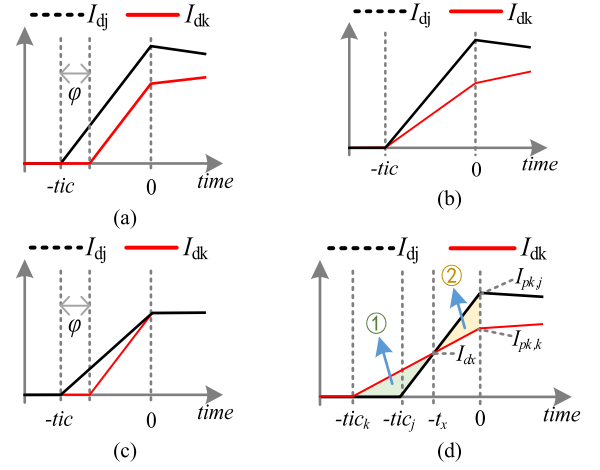 I_dj I_dk
φ
-tic 0 time
(a)
I_dj I_dk
-tic 0 time
(b)
I_dj I_dk
φ
-tic 0 time
(c)
I_dj I_dk
② I_pk,j
①
I_dx I_pk,k
-tic_k -tic_j -t_x 0 time
(d)